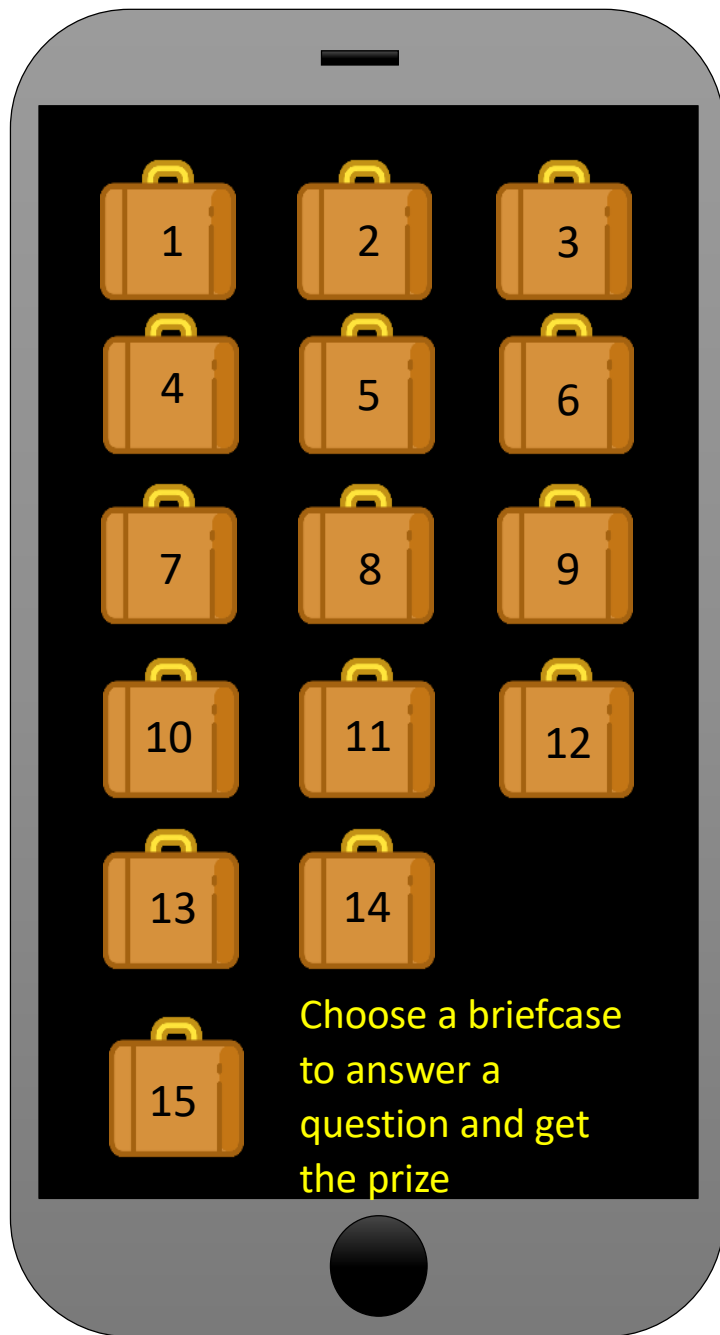 1 2 3
4 5 6
7 8 9
10 11 12
13 14
15
Choose a briefcase
to answer a
question and get
the prize